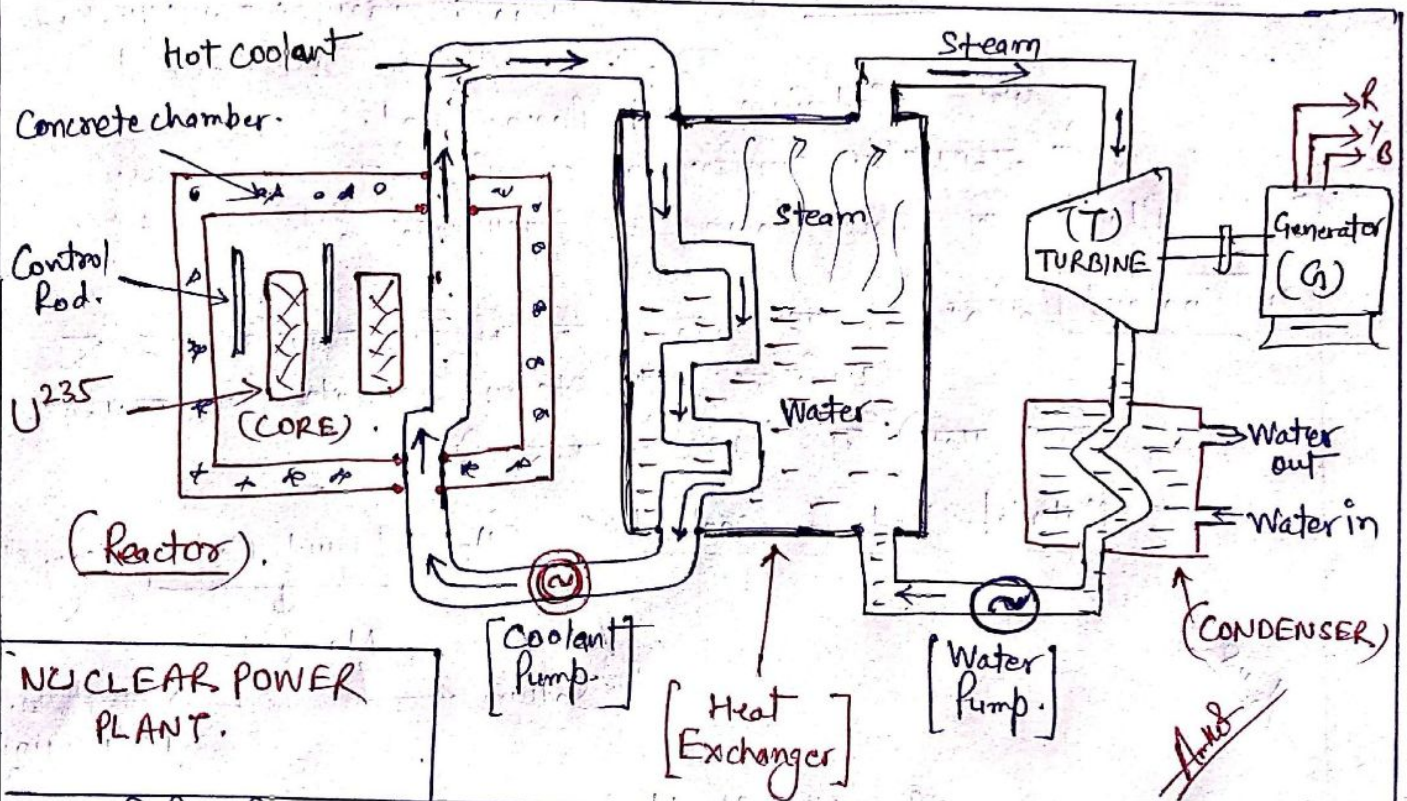 Hot coolant
Steam
Concrete chamber.
R
Y
B
Steam
(T)
TURBINE
Generator
(G)
Control
Rod.
U235
(CORE).
Water
Water
out
Water in
(Reactor).
[Coolant
Pump.]
[Water
Pump.]
(CONDENSER)
[Heat
Exchanger]
NUCLEAR POWER
PLANT.